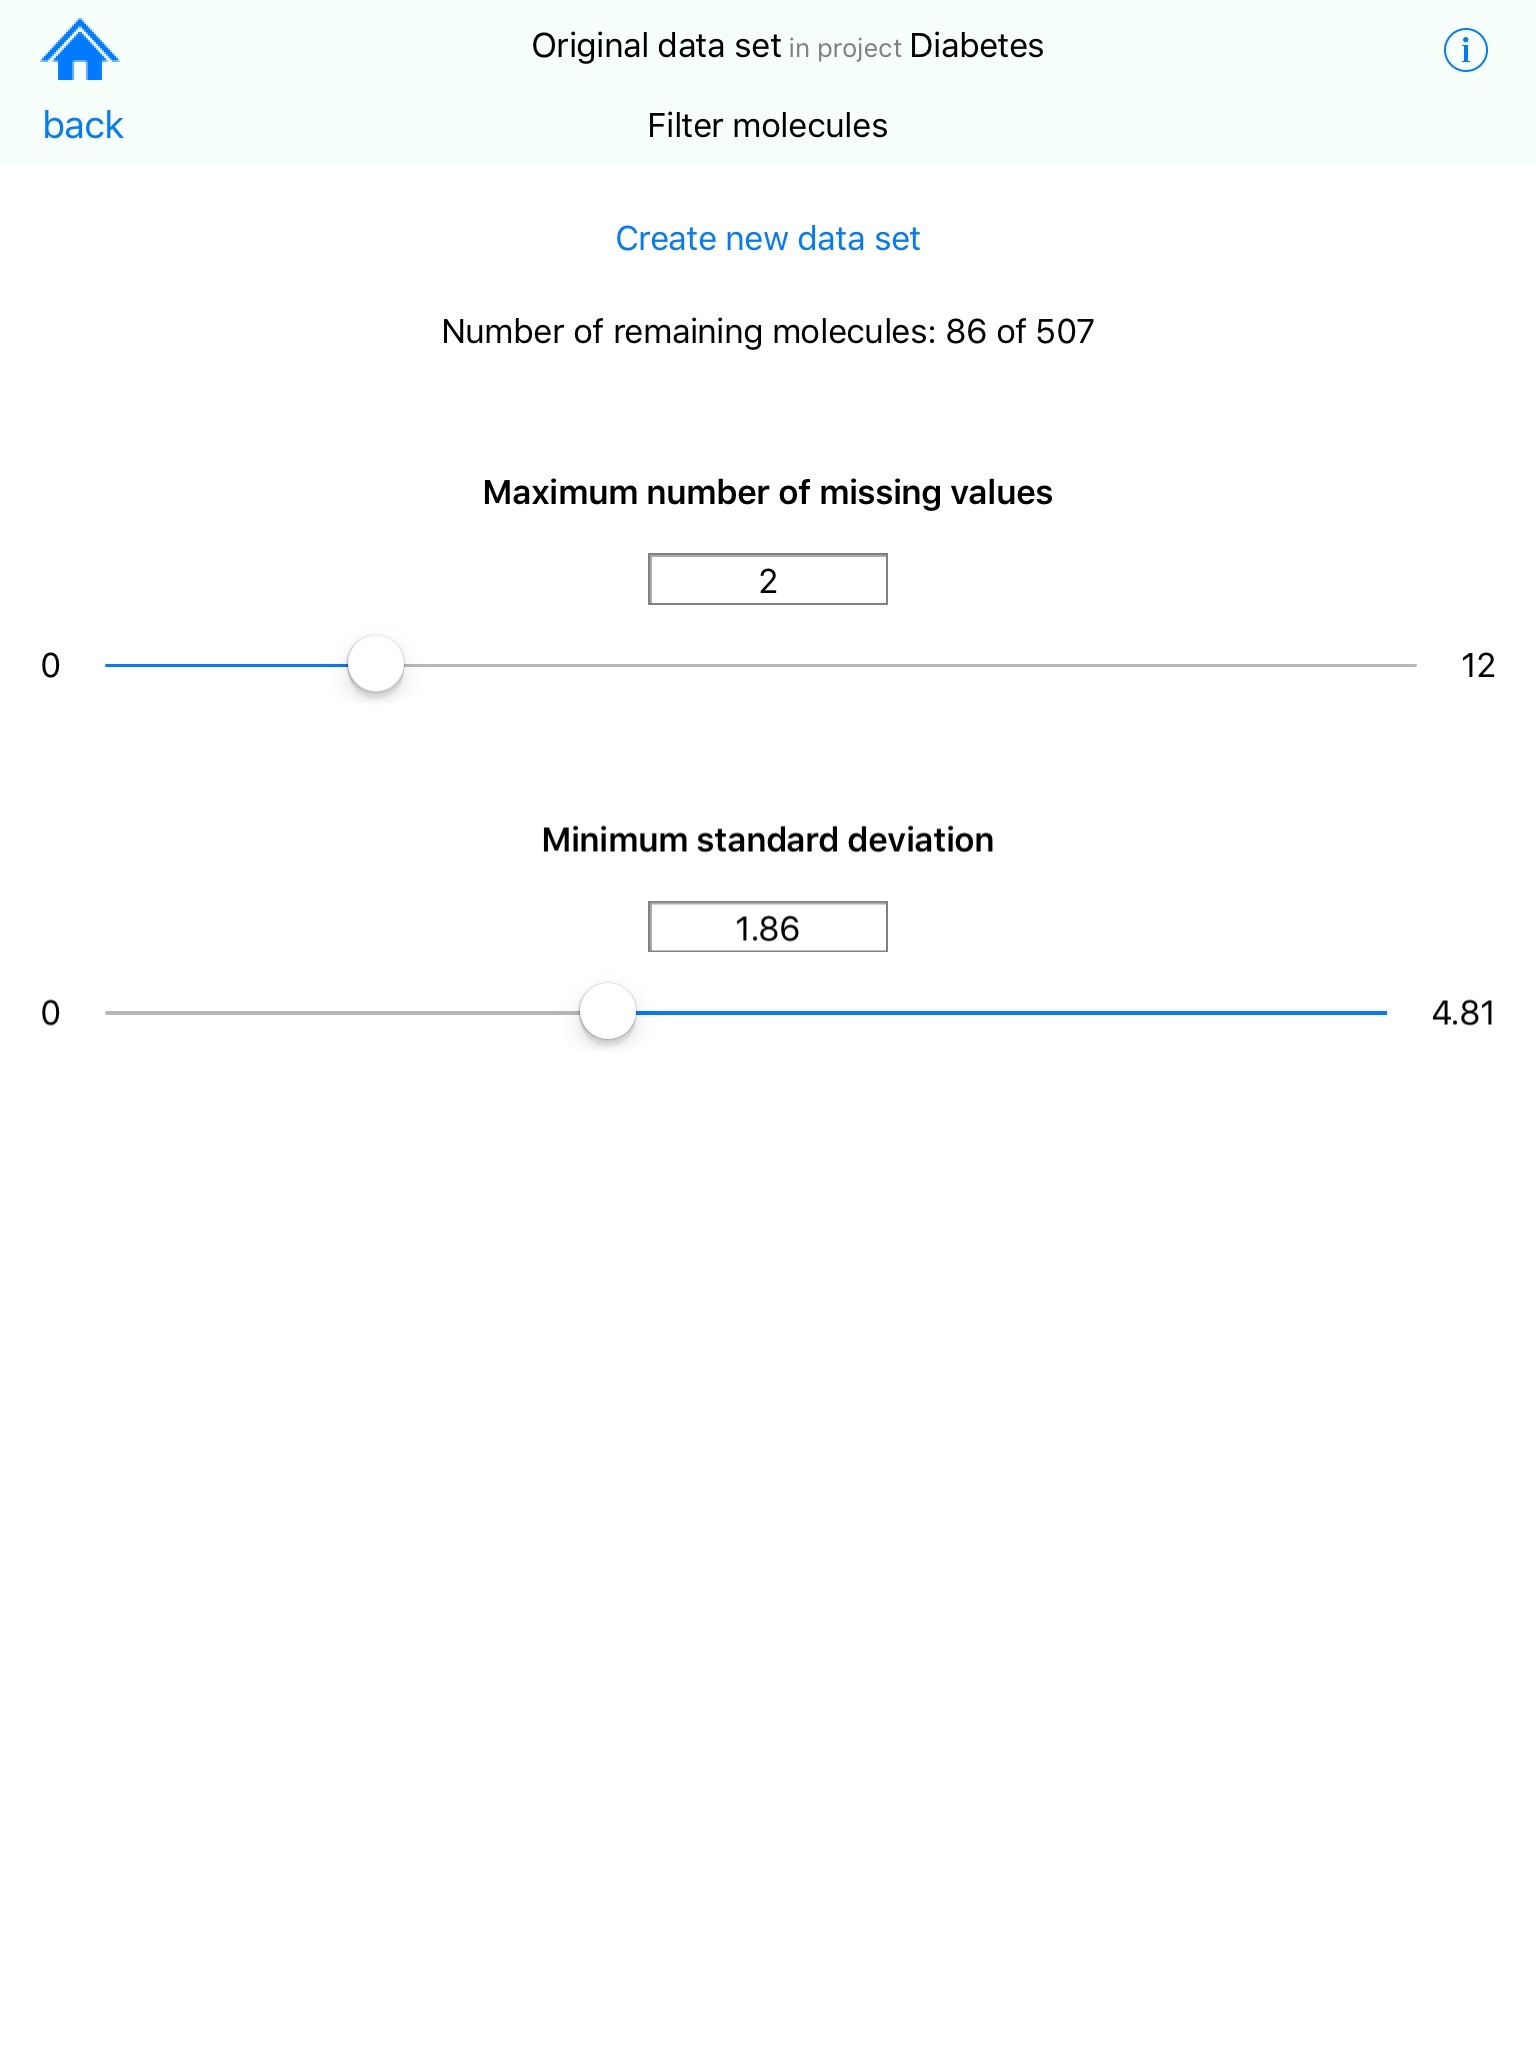 Original data set in project Diabetes
i
back
Filter molecules
Create new data set
Number of remaining molecules: 86 of 507
Maximum number of missing values
2
0 12
Minimum standard deviation
1.86
0 4.81